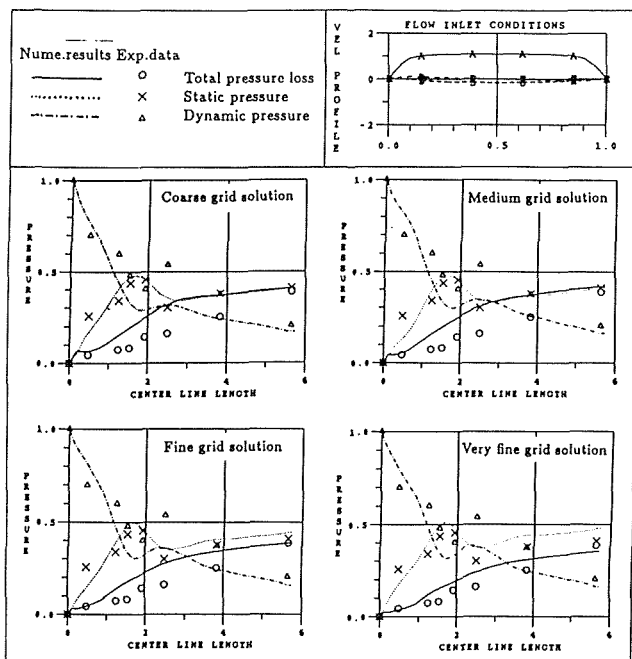 FLOW INLET CONDITIONS
VEL PROFILE
2
0
-2
0.0
1.0
Nume.results Exp.data
Total pressure loss
Static pressure
Dynamic pressure
Coarse grid solution
PRESSURE
1.0
0.5
0.0
0
2
4
6
CENTER LINE LENGTH
Medium grid solution
PRESSURE
1.0
0.5
0.0
0
2
4
6
CENTER LINE LENGTH
Fine grid solution
PRESSURE
1.0
0.5
0.0
0
2
4
6
CENTER LINE LENGTH
Very fine grid solution
PRESSURE
1.0
0.5
0.0
0
2
4
6
CENTER LINE LENGTH